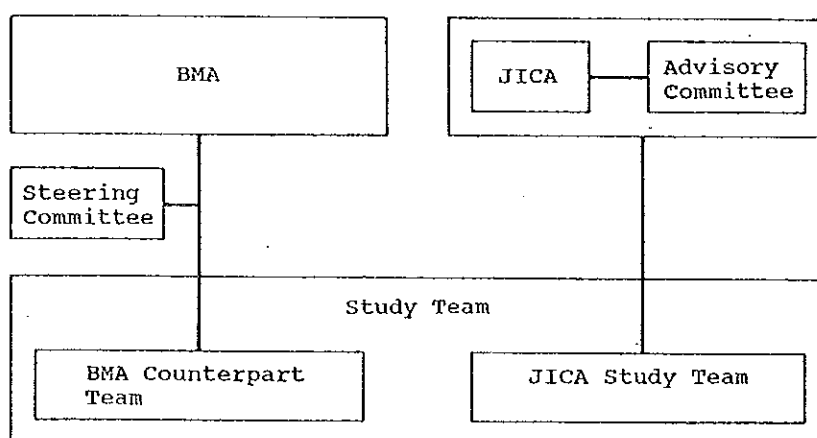 BMA
JICA
Advisory
Committee
Steering
Committee
Study Team
BMA Counterpart
Team
JICA Study Team